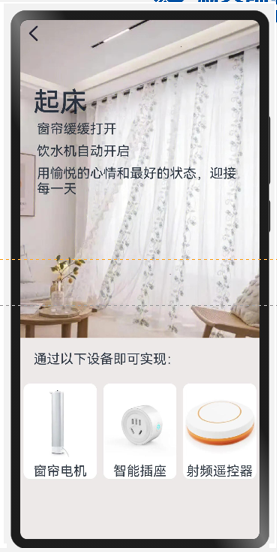 起床
窗帘缓缓打开
饮水机自动开启
用愉悦的心情和最好的状态，迎接
每一天
通过以下设备即可实现：
窗帘电机
智能插座
射频遥控器